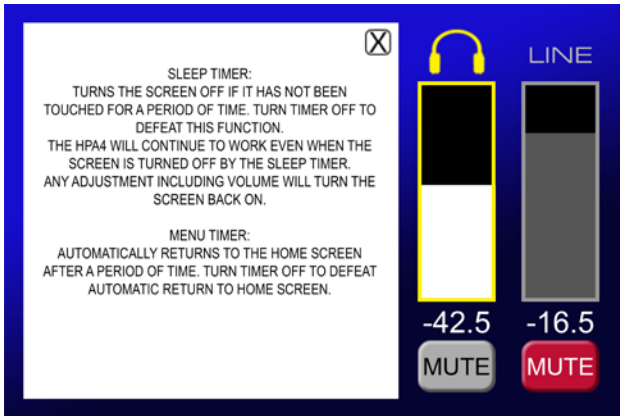 X
SLEEP TIMER:
TURNS THE SCREEN OFF IF IT HAS NOT BEEN
TOUCHED FOR A PERIOD OF TIME. TURN TIMER OFF TO
DEFEAT THIS FUNCTION.
THE HPA4 WILL CONTINUE TO WORK EVEN WHEN THE
SCREEN IS TURNED OFF BY THE SLEEP TIMER.
ANY ADJUSTMENT INCLUDING VOLUME WILL TURN THE
SCREEN BACK ON.
MENU TIMER:
AUTOMATICALLY RETURNS TO THE HOME SCREEN
AFTER A PERIOD OF TIME. TURN TIMER OFF TO DEFEAT
AUTOMATIC RETURN TO HOME SCREEN.
LINE
-42.5
-16.5
MUTE
MUTE